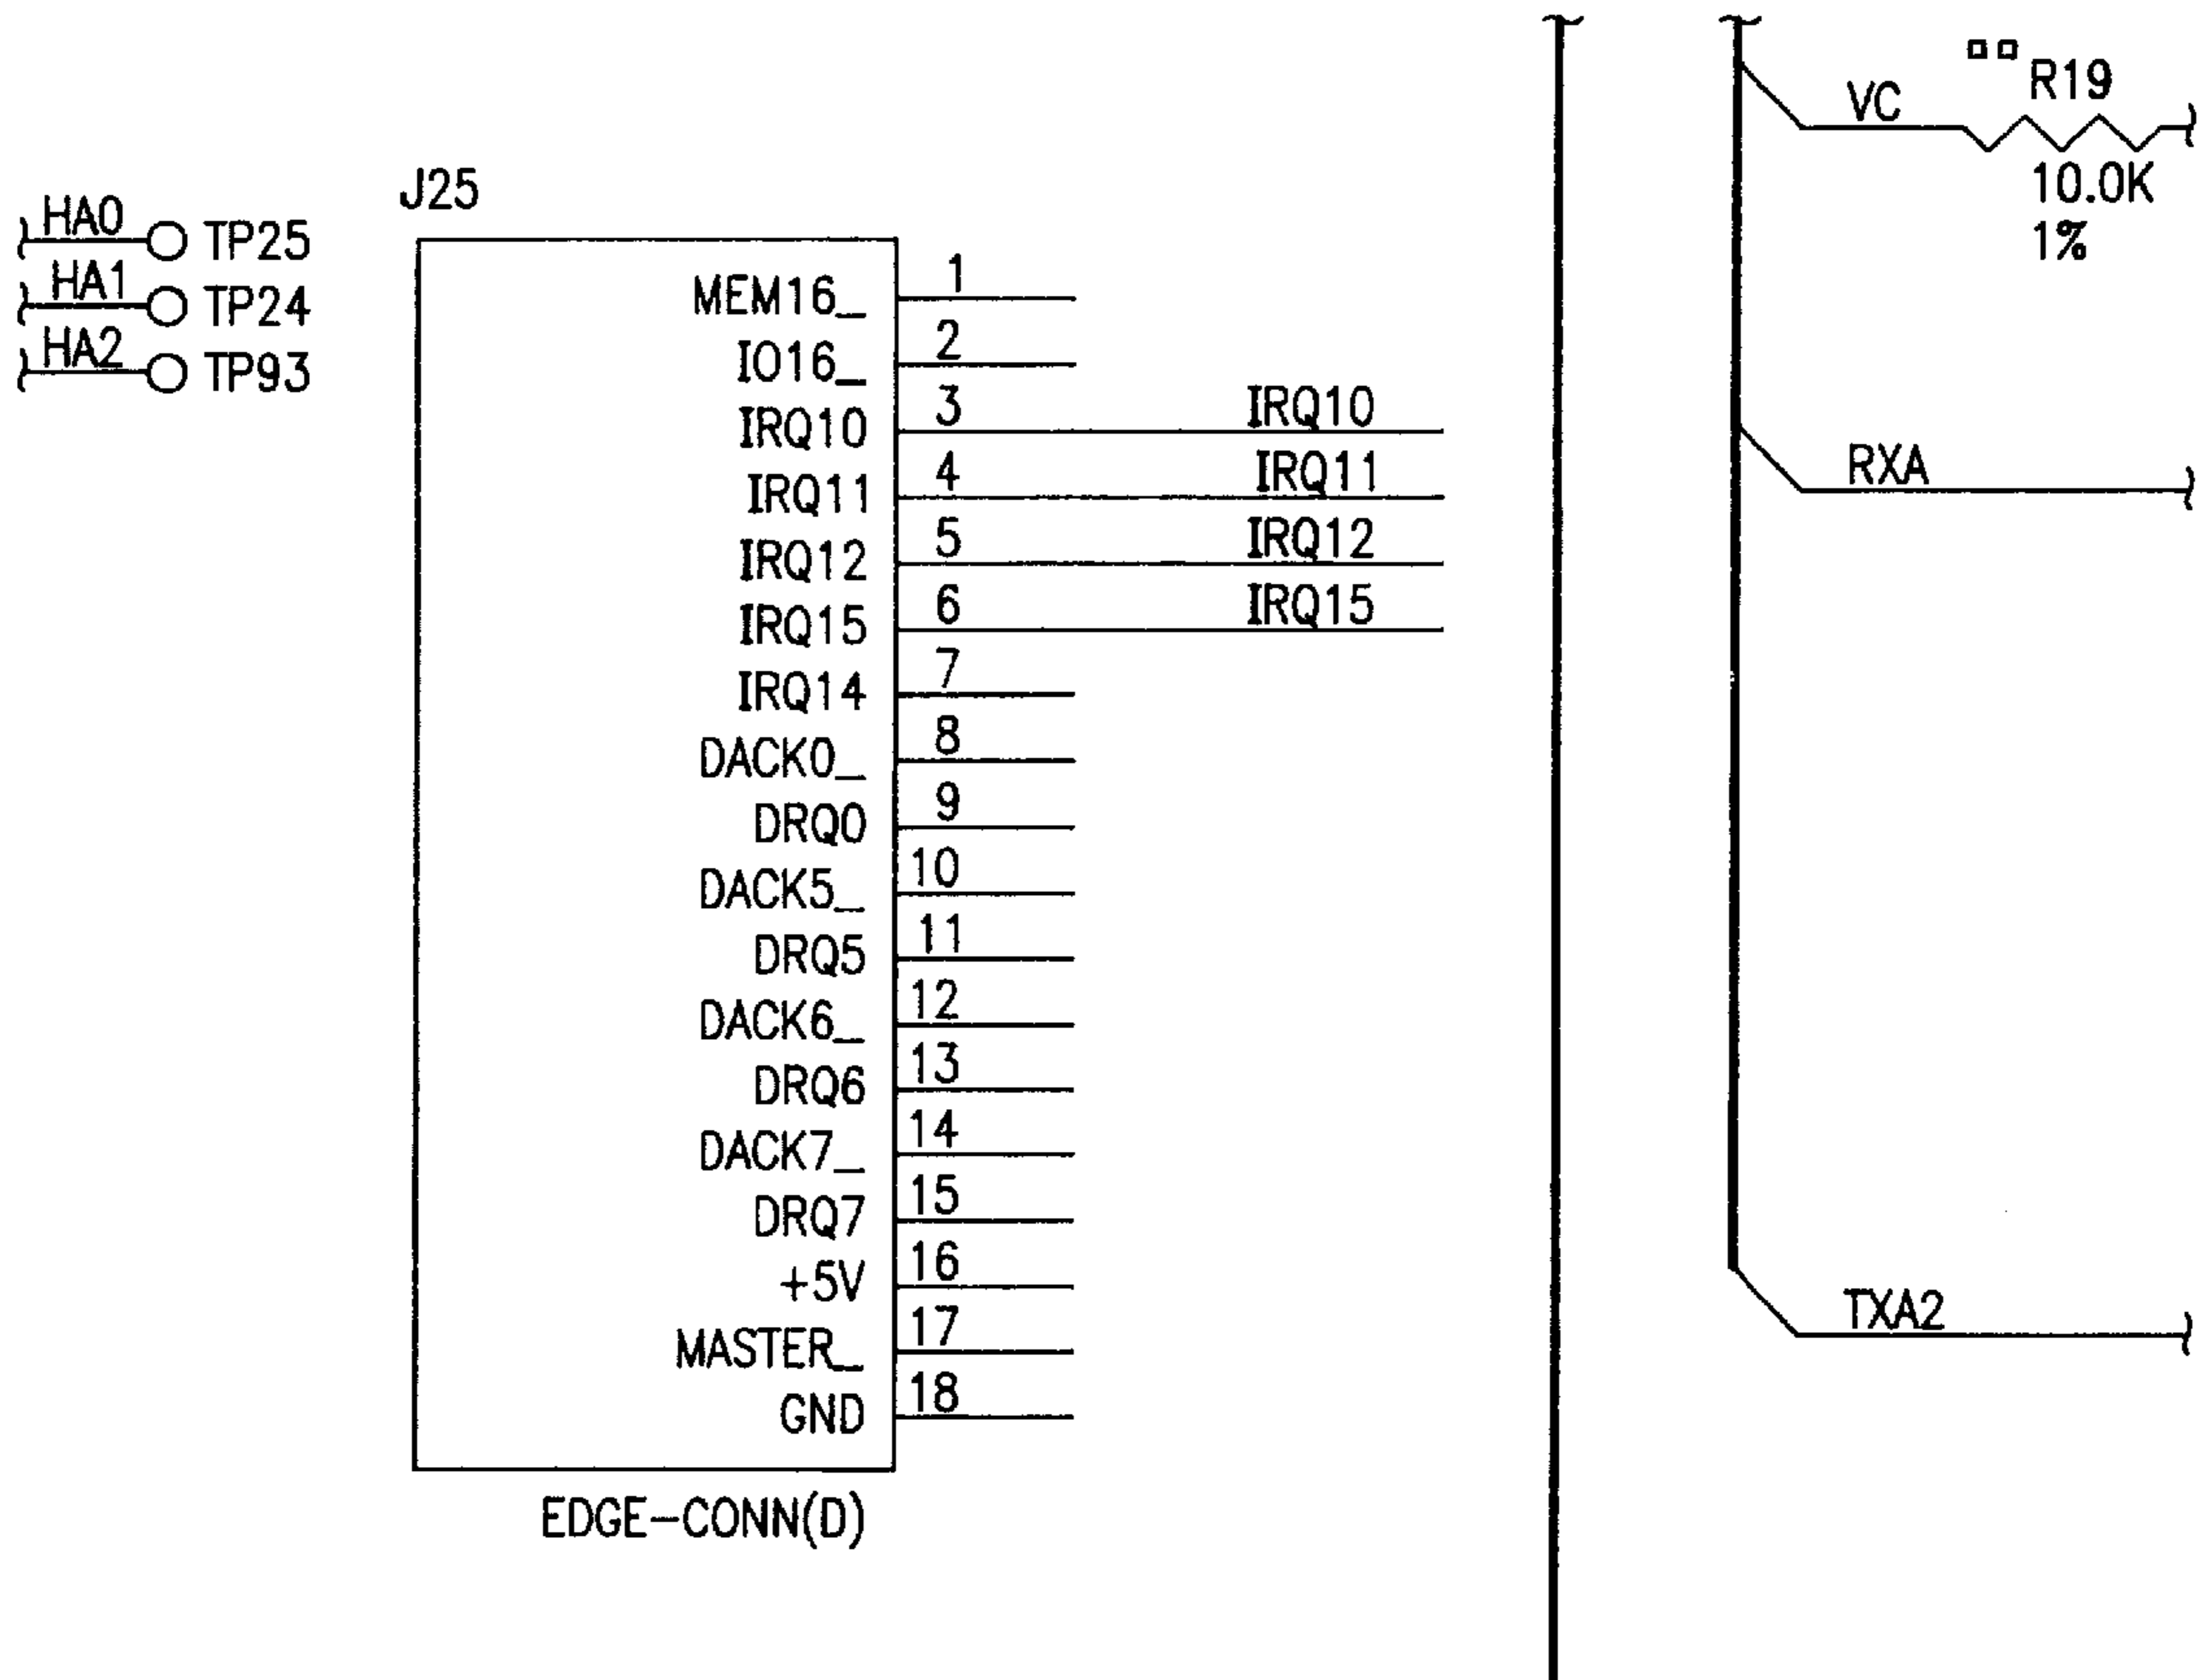 R19
VC
10.0K
1%
J25
HA0 TP25
HA1 TP24
HA2 TP93
MEM16_ 1
IO16_ 2
IRQ10 3 IRQ10
IRQ11 4 IRQ11
RXA
IRQ12 5 IRQ12
IRQ15 6 IRQ15
IRQ14 7
DACK0_ 8
DRQ0 9
DACK5_ 10
DRQ5 11
DACK6_ 12
DRQ6 13
DACK7_ 14
DRQ7 15
+5V 16
TXA2
MASTER_ 17
GND 18
EDGE-CONN(D)